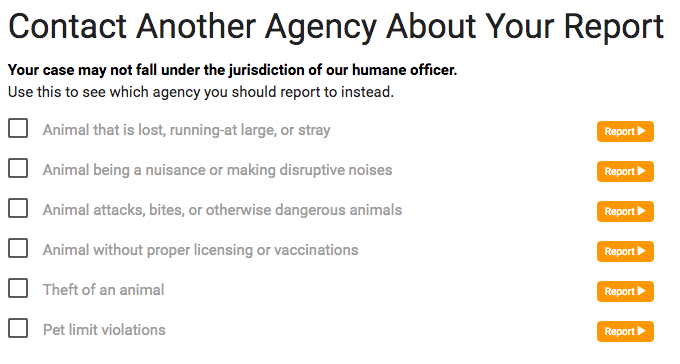 Contact Another Agency About Your Report
Your case may not fall under the jurisdiction of our humane officer.
Use this to see which agency you should report to instead.
Animal that is lost, running-at large, or stray Report
Animal being a nuisance or making disruptive noises Report
Animal attacks, bites, or otherwise dangerous animals Report
Animal without proper licensing or vaccinations Report
Theft of an animal Report
Pet limit violations Report